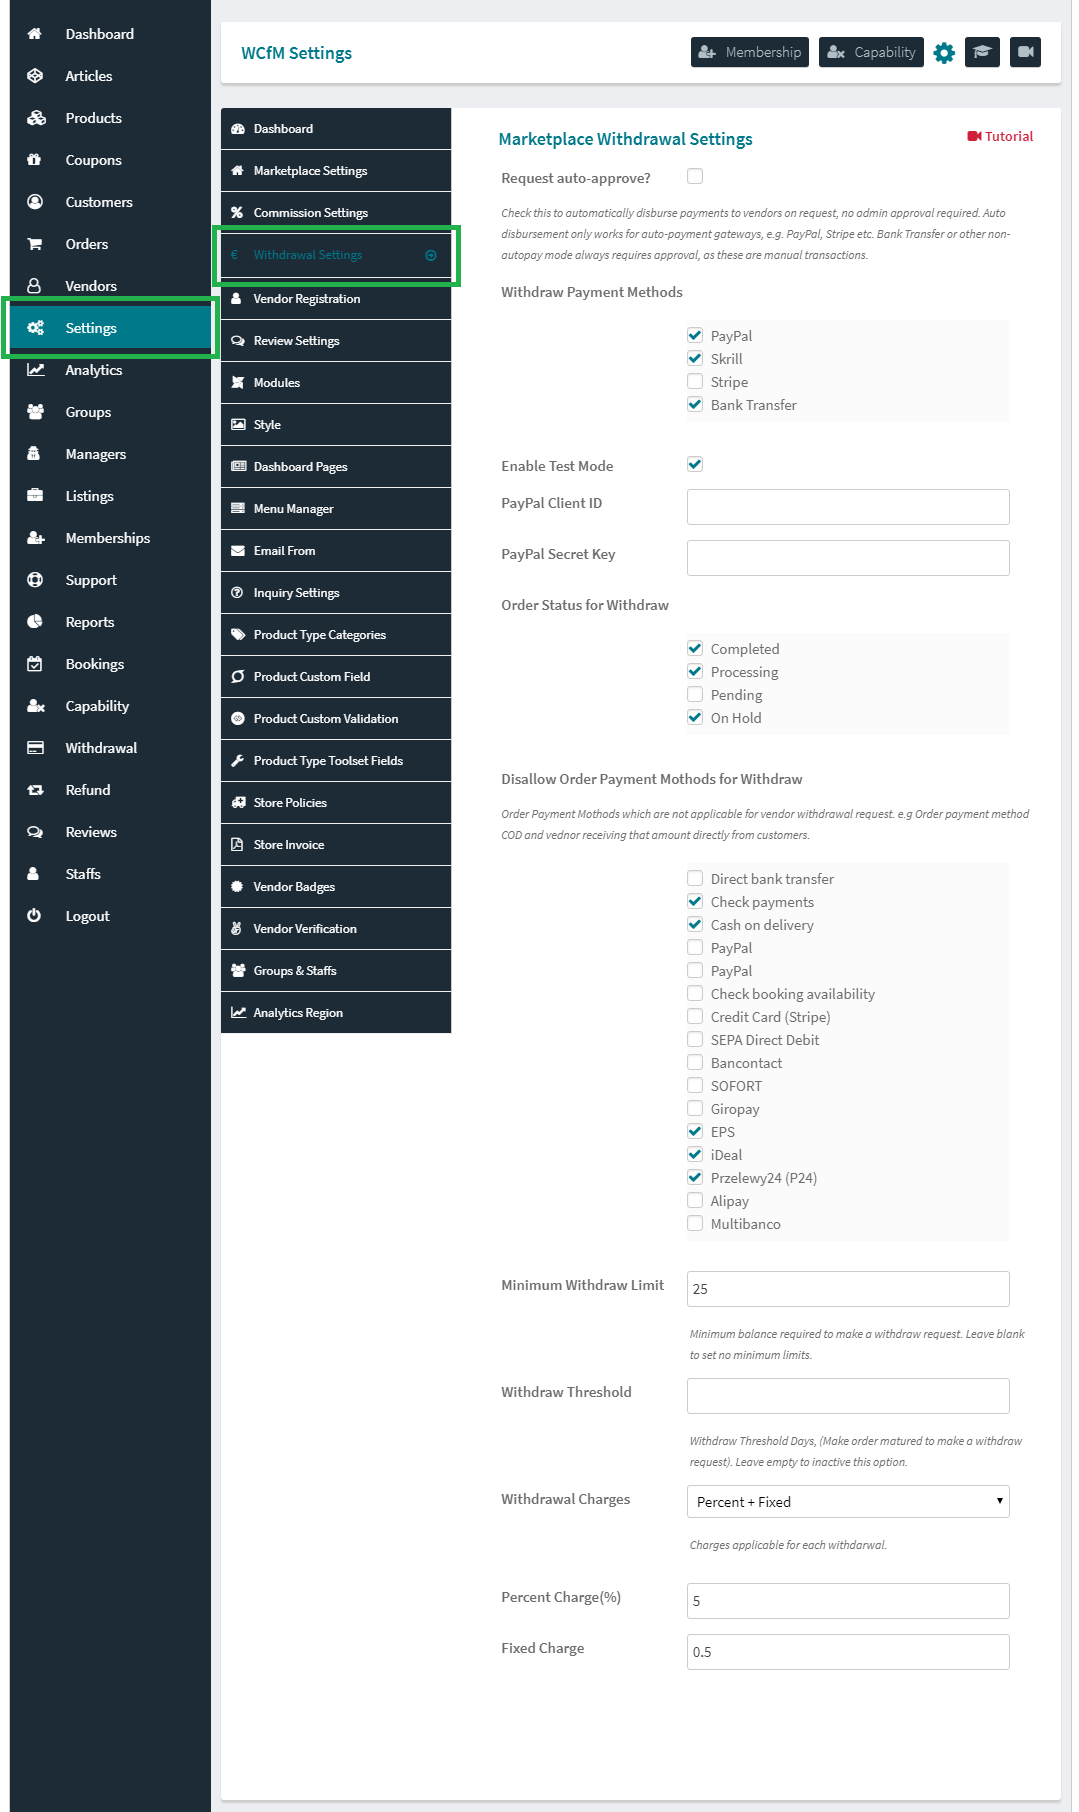 Dashboard
Articles
Products
Coupons
Customers
Orders
Vendors
Settings
Analytics
Groups
Managers
Listings
Memberships
Support
Reports
Bookings
Capability
Withdrawal
Refund
Reviews
Staffs
Logout
WCfM Settings
Membership
Capability
Dashboard
Marketplace Settings
Commission Settings
€ Withdrawal Settings
Vendor Registration
Review Settings
Modules
Style
Dashboard Pages
Menu Manager
Email From
Inquiry Settings
Product Type Categories
Product Custom Field
Product Custom Validation
Product Type Toolset Fields
Store Policies
Store Invoice
Vendor Badges
Vendor Verification
Groups & Staffs
Analytics Region
Marketplace Withdrawal Settings
Tutorial
Request auto-approve?
Check this to automatically disburse payments to vendors on request, no admin approval required. Auto
disbursement only works for auto-payment gateways, e.g. PayPal, Stripe etc. Bank Transfer or other non-
autopay mode always requires approval, as these are manual transactions.
Withdraw Payment Methods
PayPal
Skrill
Stripe
Bank Transfer
Enable Test Mode
PayPal Client ID
PayPal Secret Key
Order Status for Withdraw
Completed
Processing
Pending
On Hold
Disallow Order Payment Mothods for Withdraw
Order Payment Mothods which are not applicable for vendor withdrawal request. e.g Order payment method
COD and vednor receiving that amount directly from customers.
Direct bank transfer
Check payments
Cash on delivery
PayPal
PayPal
Check booking availability
Credit Card (Stripe)
SEPA Direct Debit
Bancontact
SOFORT
Giropay
EPS
iDeal
Przelewy24 (P24)
Alipay
Multibanco
Minimum Withdraw Limit
25
Minimum balance required to make a withdraw request. Leave blank
to set no minimum limits.
Withdraw Threshold
Withdraw Threshold Days, (Make order matured to make a withdraw
request). Leave empty to inactive this option.
Withdrawal Charges
Percent + Fixed
Charges applicable for each withdarwal.
Percent Charge(%)
5
Fixed Charge
0.5